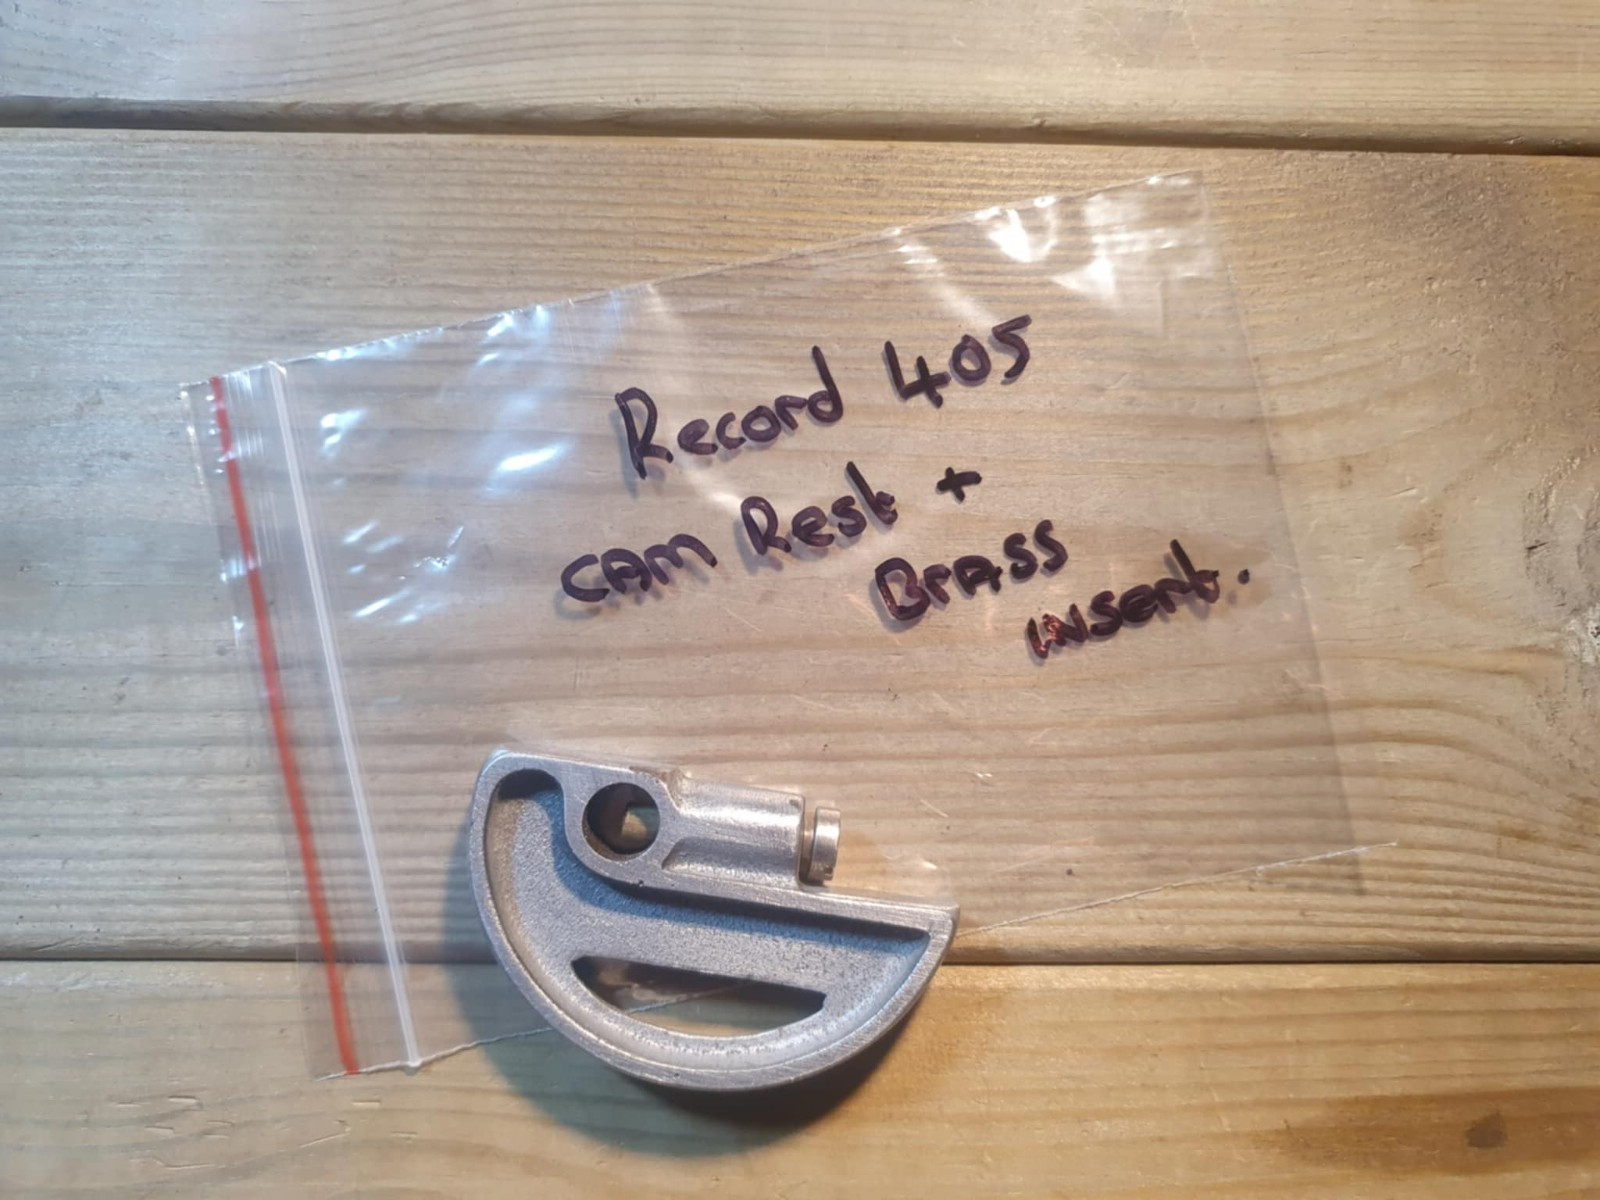 Record 405
CAM Rest +
BrASS
iNsert.